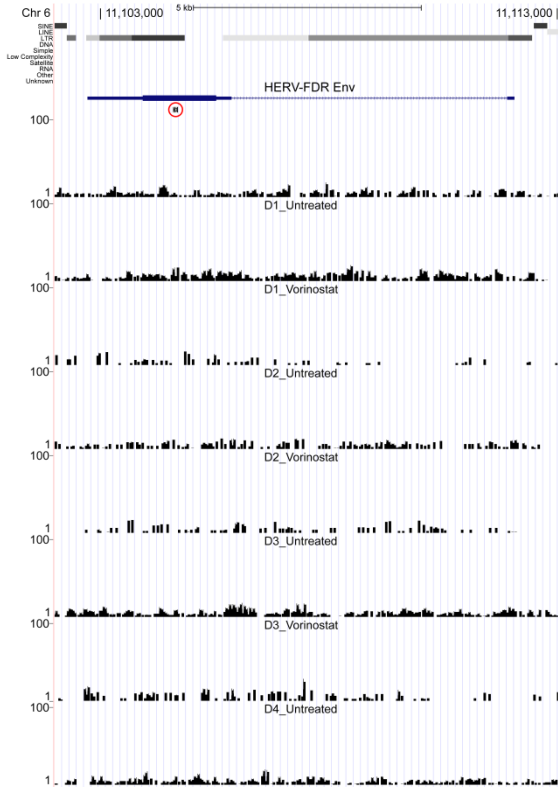 Chr 6 | 11,103,000 5 kb 11,113,000 |
SINE
LINE
LTR
DNA
Simple
Low Complexity
Satellite
RNA
Other
Unknown
HERV-FDR Env
100
1
D1_Untreated
100
1
D1_Vorinostat
100
1
D2_Untreated
100
1
D2_Vorinostat
100
1
D3_Untreated
100
1
D3_Vorinostat
100
1
D4_Untreated
100
1